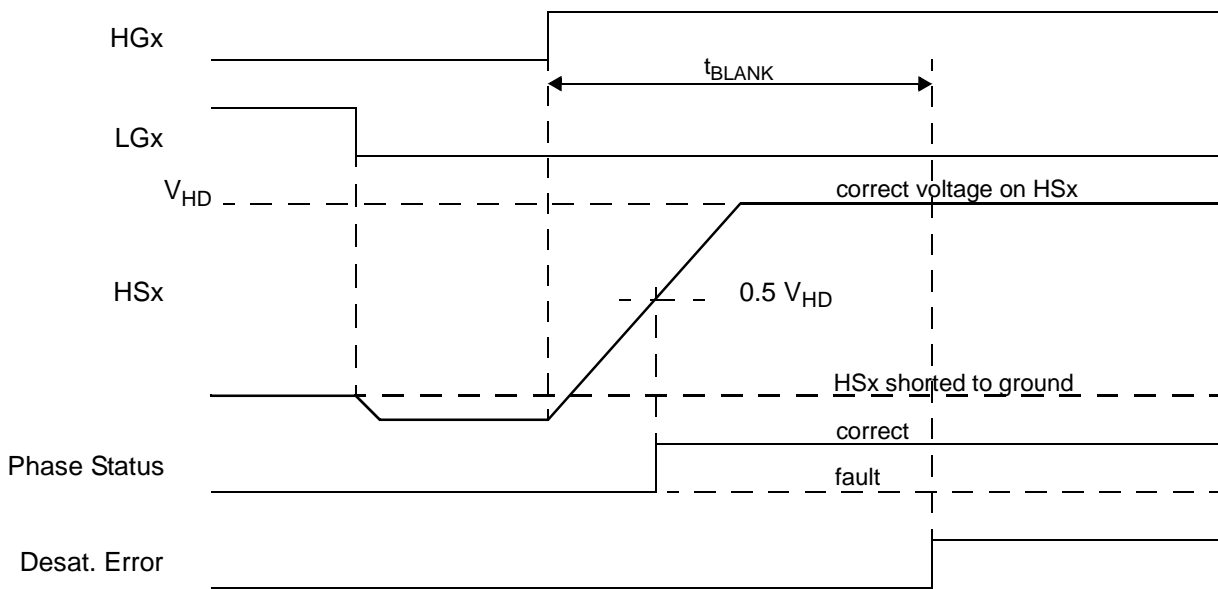 HGx
tBLANK
LGx
VHD
correct voltage on HSx
HSx
0.5 VHD
HSx shorted to ground
correct
Phase Status
fault
Desat. Error